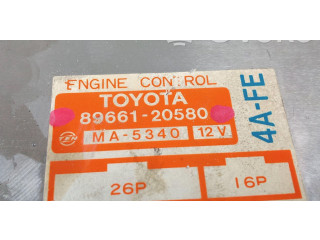 ENGINE CONTROL
TOYOTA
89661-20580
MA-5340 12V
4A-FE
26P 16P